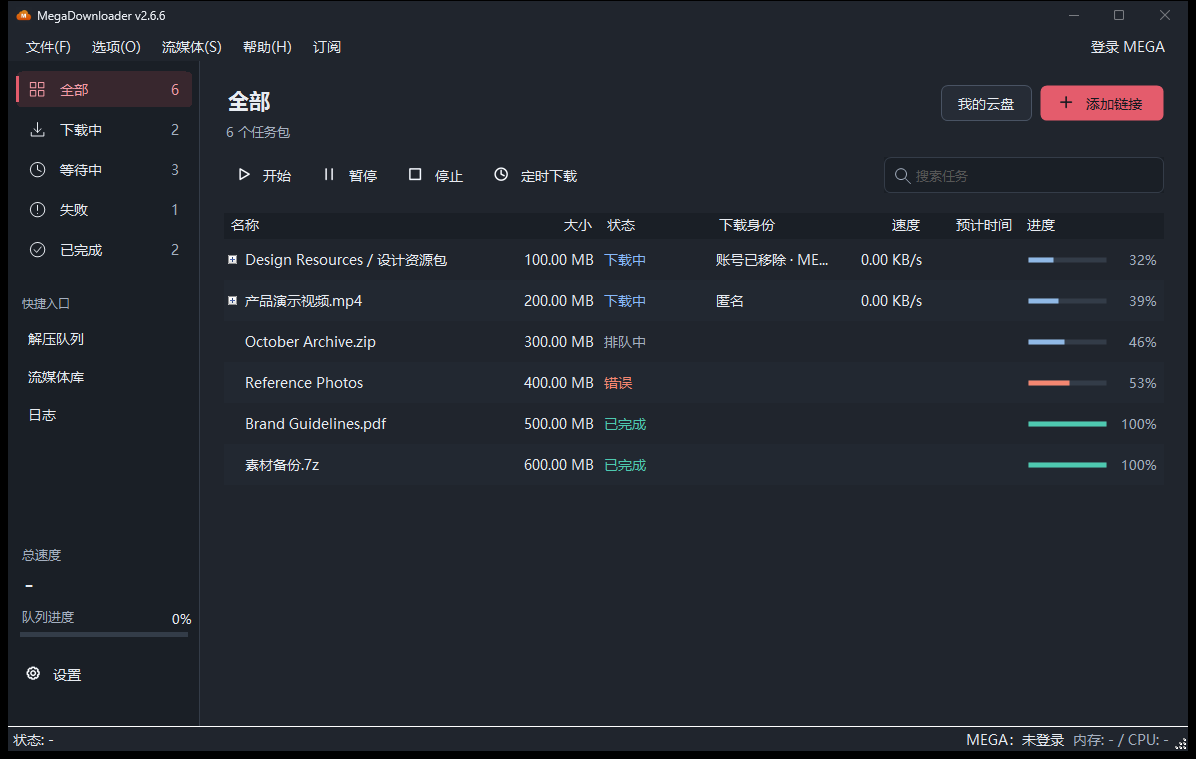 MegaDownloader v2.6.6
文件(F) 选项(O) 流媒体(S) 帮助(H) 订阅 登录 MEGA
全部 6
下载中 2
等待中 3
失败 1
已完成 2
快捷入口
解压队列
流媒体库
日志
总速度
-
队列进度 0%
设置
全部
6 个任务包
我的云盘 + 添加链接
开始 暂停 停止 定时下载 搜索任务
名称 大小 状态 下载身份 速度 预计时间 进度
Design Resources / 设计资源包 100.00 MB 下载中 账号已移除 · ME... 0.00 KB/s 32%
产品演示视频.mp4 200.00 MB 下载中 匿名 0.00 KB/s 39%
October Archive.zip 300.00 MB 排队中 46%
Reference Photos 400.00 MB 错误 53%
Brand Guidelines.pdf 500.00 MB 已完成 100%
素材备份.7z 600.00 MB 已完成 100%
状态: - MEGA：未登录 内存: - / CPU: -